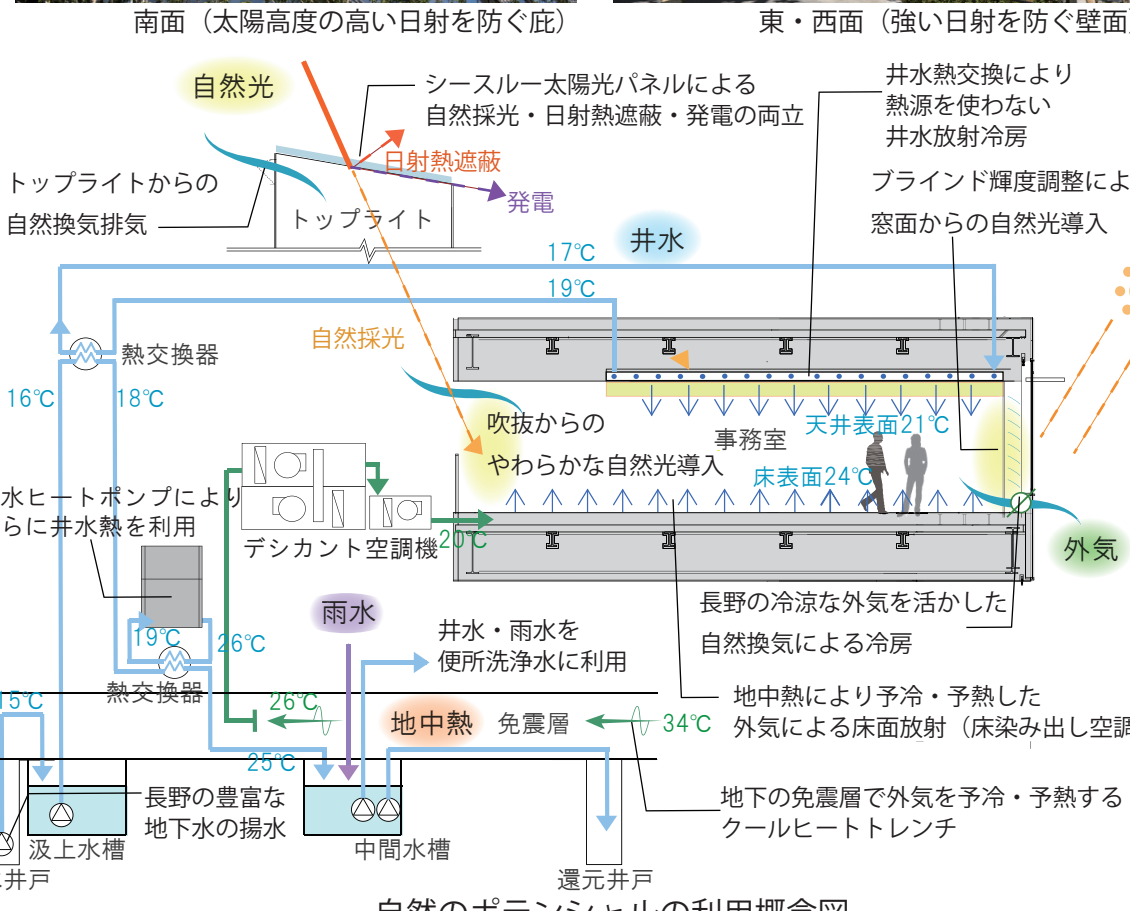 南面（太陽高度の高い日射を防ぐ庇）
東・西面（強い日射を防ぐ壁面）
自然光
シースルー太陽光パネルによる
自然採光・日射熱遮蔽・発電の両立
井水熱交換により
熱源を使わない
井水放射冷房
日射熱遮蔽
発電
トップライト
トップライトからの
自然換気排気
ブラインド輝度調整によ
窓面からの自然光導入
井水
17℃
19℃
自然採光
熱交換器
16℃
18℃
吹抜からの
やわらかな自然光導入
事務室
天井表面21℃
床表面24℃
水ヒートポンプにより
らに井水熱を利用
デシカント空調機
20℃
外気
長野の冷涼な外気を活かした
自然換気による冷房
雨水
井水・雨水を
便所洗浄水に利用
19℃
26℃
熱交換器
15℃
26℃
地中熱
免震層
34℃
地中熱により予冷・予熱した
外気による床面放射（床染み出し空調
25℃
長野の豊富な
地下水の揚水
地下の免震層で外気を予冷・予熱する
クールヒートトレンチ
汲上水槽
中間水槽
井戸
還元井戸
自然のポテンシャルの利用概念図